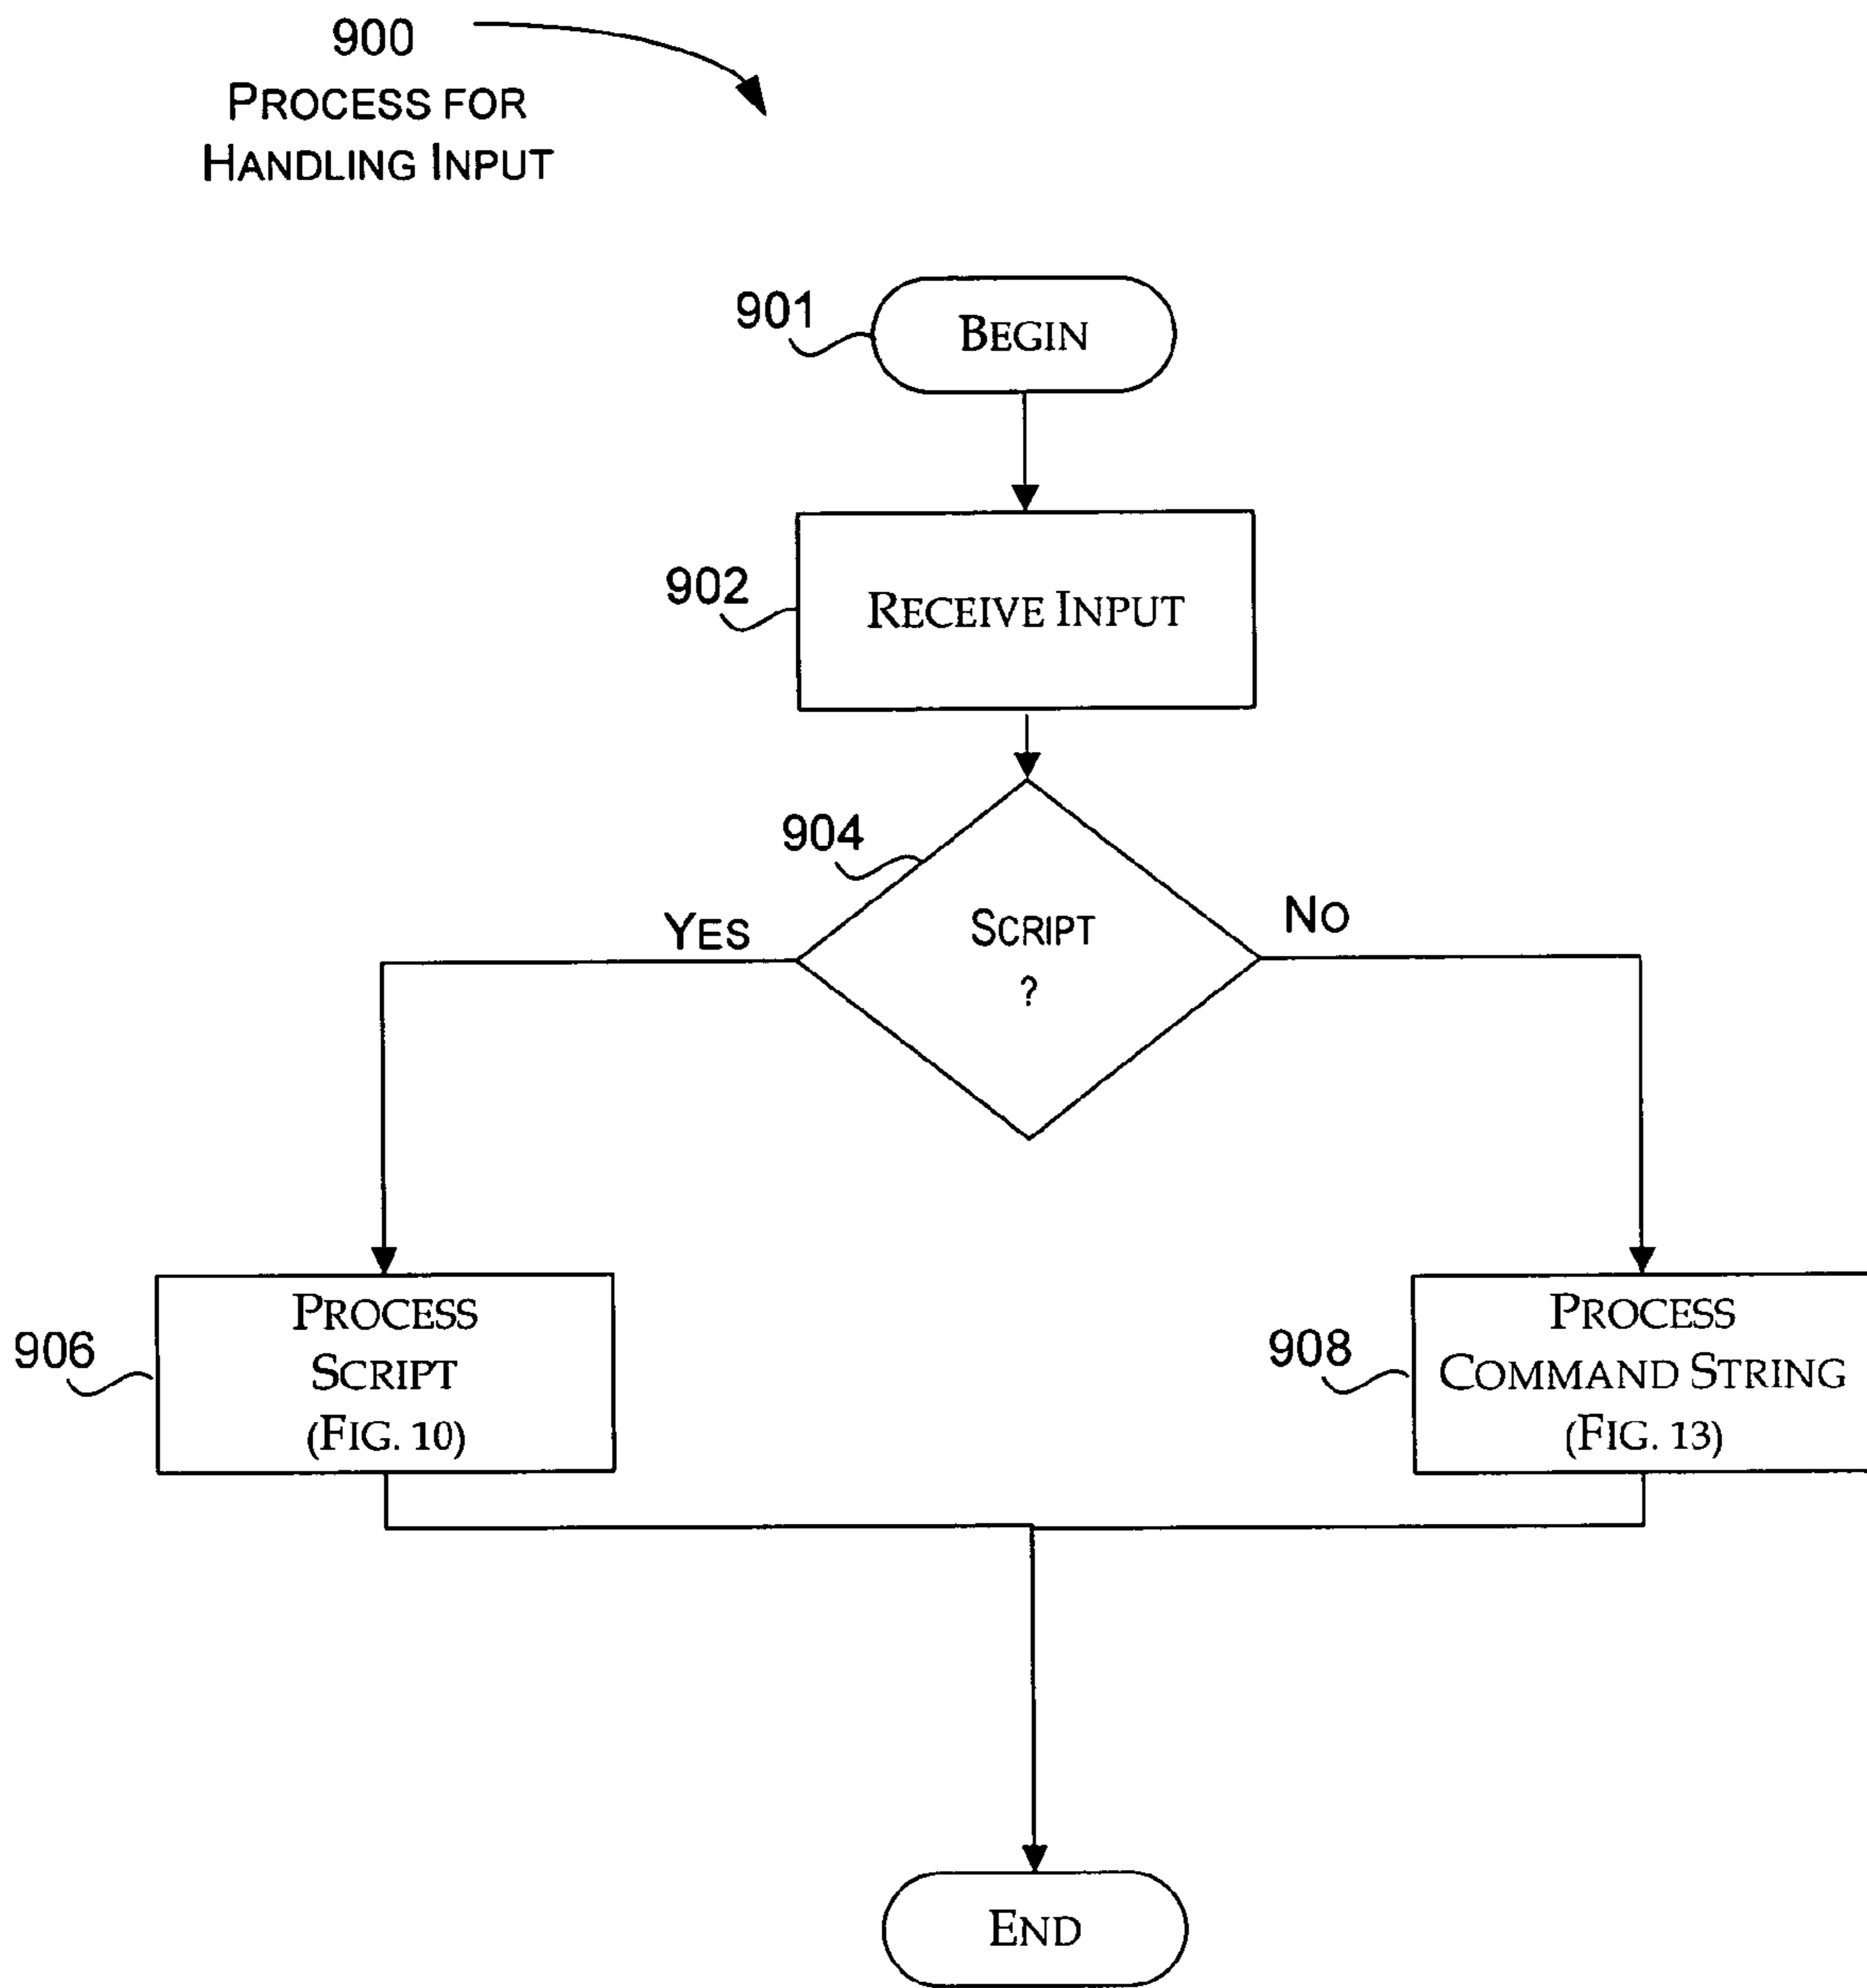 900
PROCESS FOR
HANDLING INPUT
901
BEGIN
902
RECEIVE INPUT
904
SCRIPT
?
YES
NO
906
PROCESS
SCRIPT
(FIG. 10)
908
PROCESS
COMMAND STRING
(FIG. 13)
END